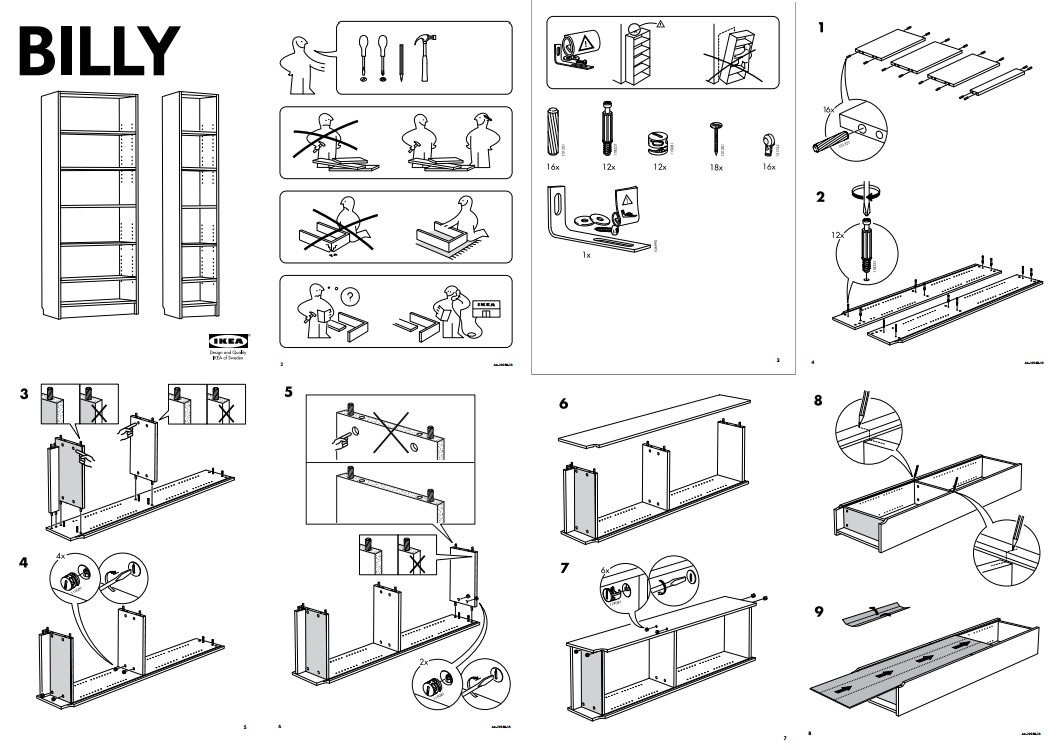 BILLY
IKEA
Design and Quality
IKEA of Sweden
?
IKEA
2
16x
12x
12x
18x
16x
1x
3
1
16x
2
12x
4
3
4
4x
5
5
2x
6
6
7
6x
7
8
9
8